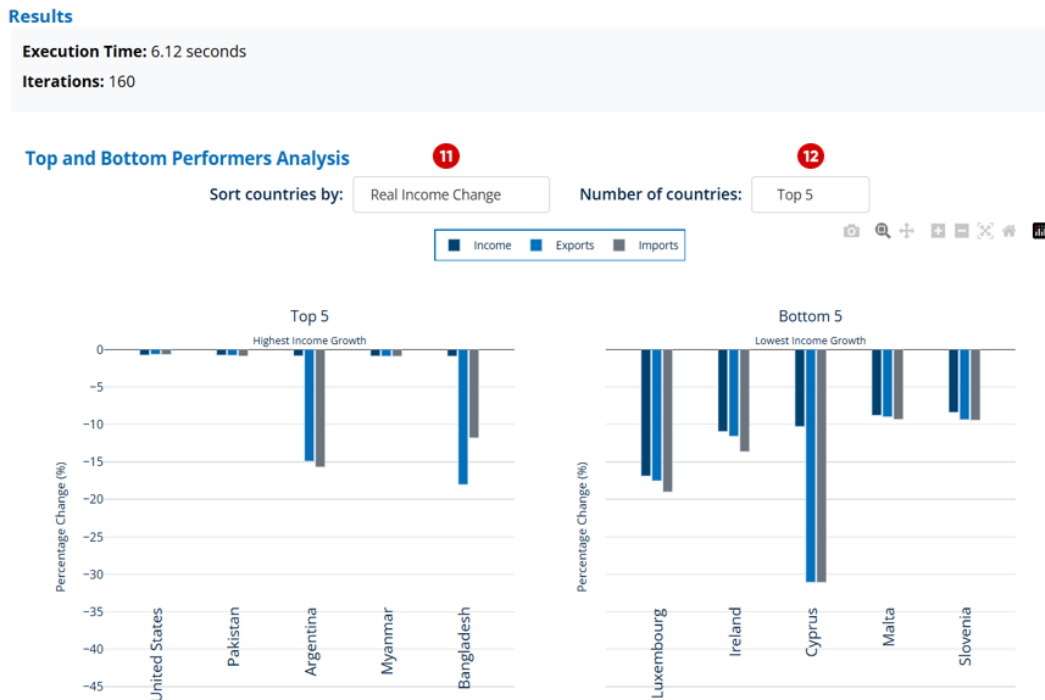 Results
Execution Time: 6.12 seconds
Iterations: 160
Top and Bottom Performers Analysis
11
12
Sort countries by: Real Income Change Number of countries: Top 5
Income Exports Imports
Top 5
Highest Income Growth
Percentage Change (%)
0
−5
−10
−15
−20
−25
−30
−35
−40
−45
United States
Pakistan
Argentina
Myanmar
Bangladesh
Bottom 5
Lowest Income Growth
Percentage Change (%)
Luxembourg
Ireland
Cyprus
Malta
Slovenia